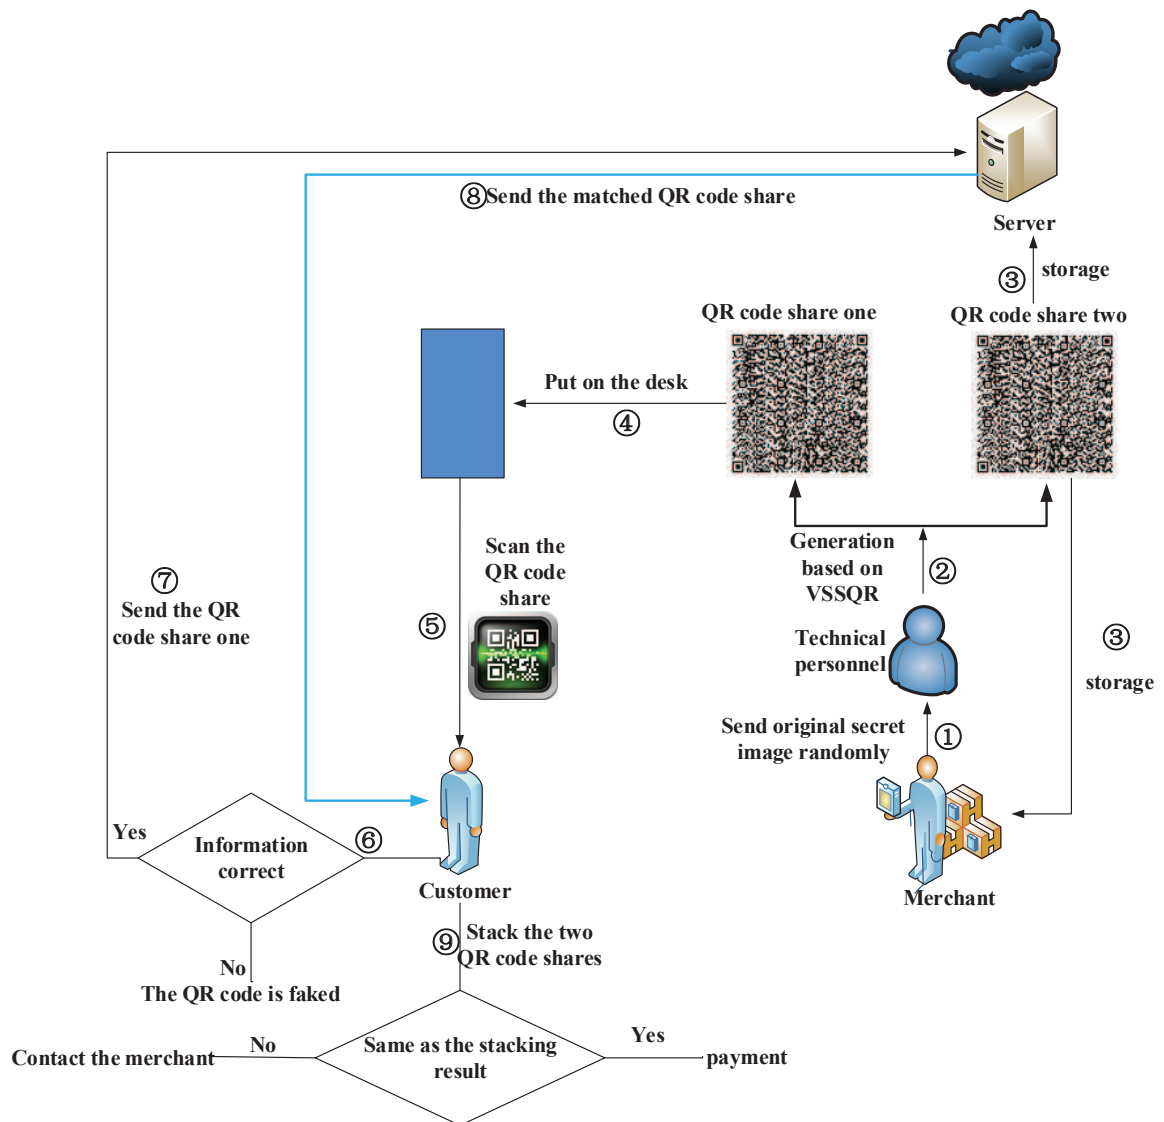 ⑧Send the matched QR code share
Server
③
storage
QR code share one
QR code share two
Put on the desk
④
Scan the
QR code
share
Generation
based on
VSSQR
②
⑦
Send the QR
code share one
⑤
Technical
personnel
③
storage
Send original secret
image randomly
①
Yes
Information
correct
⑥
Customer
Merchant
⑨
Stack the two
QR code shares
No
The QR code is faked
Contact the merchant
No
Same as the stacking
result
Yes
payment